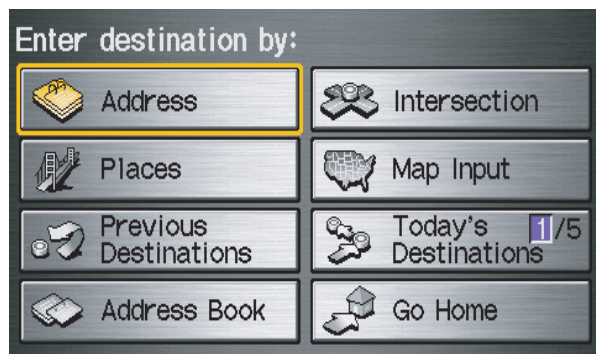 Enter destination by:
Address
Intersection
Places
Map Input
Previous
Destinations
Today's 1/5
Destinations
Address Book
Go Home